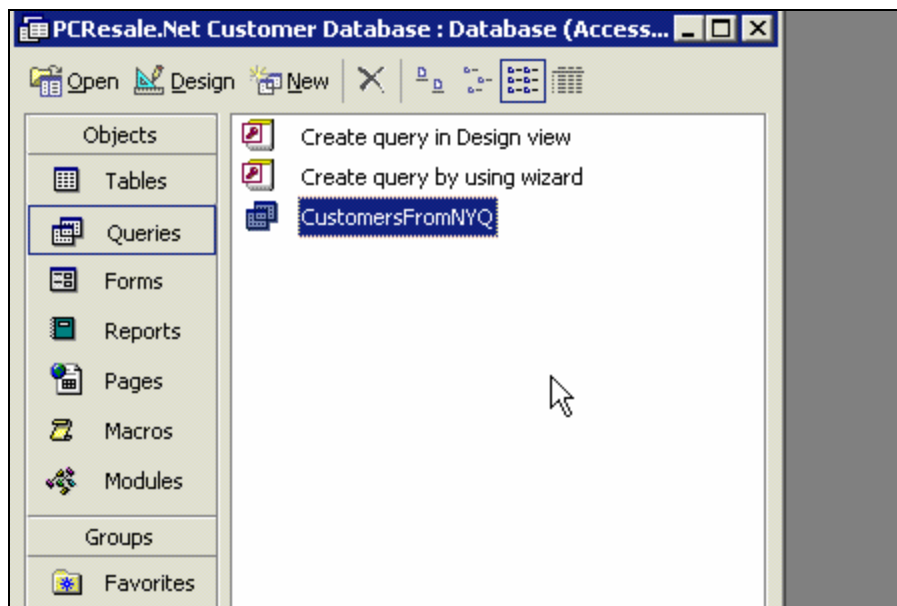 PCResale.Net Customer Database : Database (Access...
Open Design New
Objects
Create query in Design view
Tables
Create query by using wizard
Queries
CustomersFromNYQ
Forms
Reports
Pages
Macros
Modules
Groups
Favorites